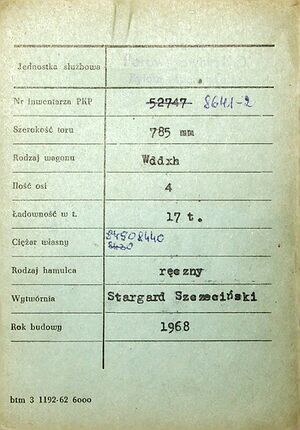 Jednostka służbowa
Nr inwentarza PKP 52747 8641-2
Szerokość toru 785 mm
Rodzaj wagonu Wddxh
Ilość osi 4
Ładowność w t. 17 t.
Ciężar własny 8440
Rodzaj hamulca ręczny
Wytwórnia Stargard Szczeciński
Rok budowy 1968
btm 3 1192-62 6000